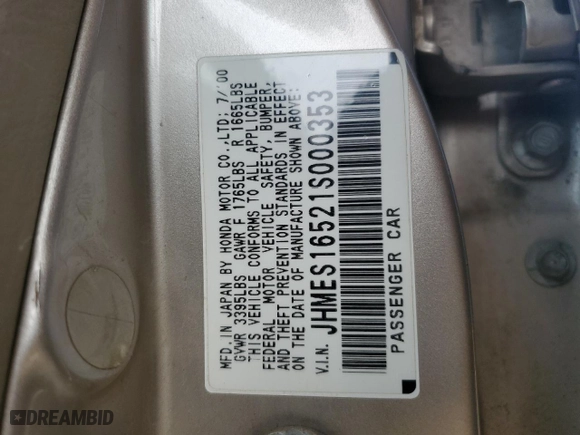 MFD. IN JAPAN BY HONDA MOTOR CO.,LTD; 7/'00
GVWR 3395LBS GAWR F 1765LBS R 1665LBS
THIS VEHICLE CONFORMS TO ALL APPLICABLE
FEDERAL MOTOR VEHICLE SAFETY, BUMPER,
AND THEFT PREVENTION STANDARDS IN EFFECT
ON THE DATE OF MANUFACTURE SHOWN ABOVE:
V.I.N. JHMES16521S000353
PASSENGER CAR
DREAMBID